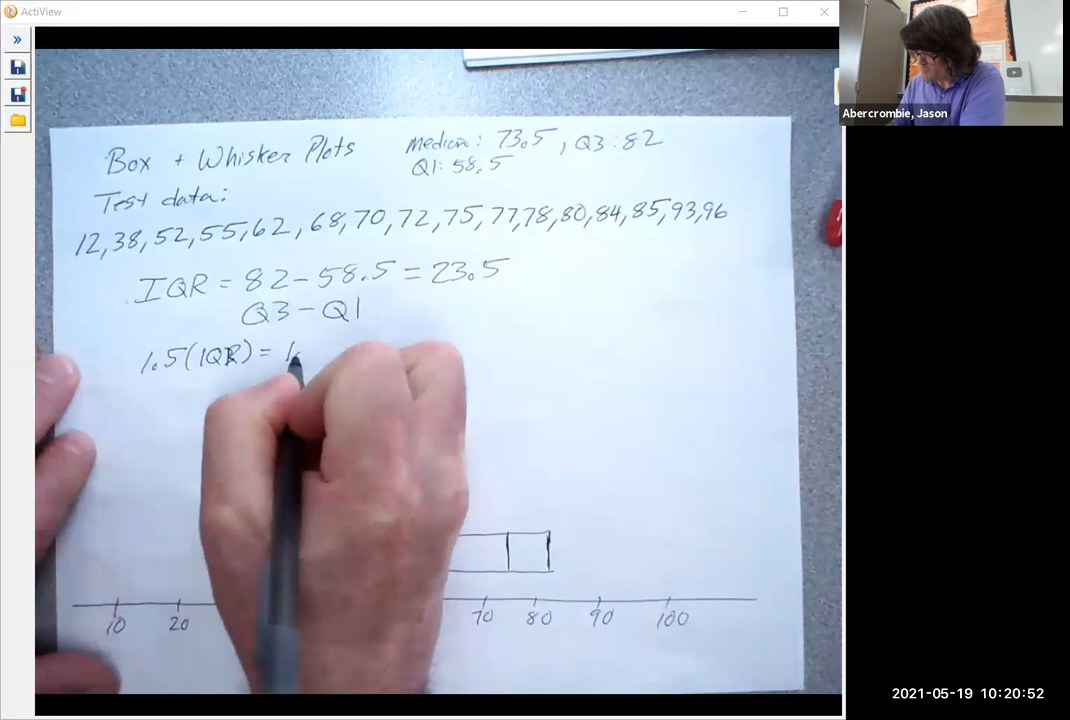 ActiView
Box + Whisker Plots
Median: 73.5, Q3: 82
Q1: 58.5
Test data:
12, 38, 52, 55, 62, 68, 70, 72, 75, 77, 78, 80, 84, 85, 93, 96
IQR = 82 - 58.5 = 23.5
Q3 - Q1
1.5(IQR) = 1.
10 20 70 80 90 100
Abercrombie, Jason
2021-05-19 10:20:52